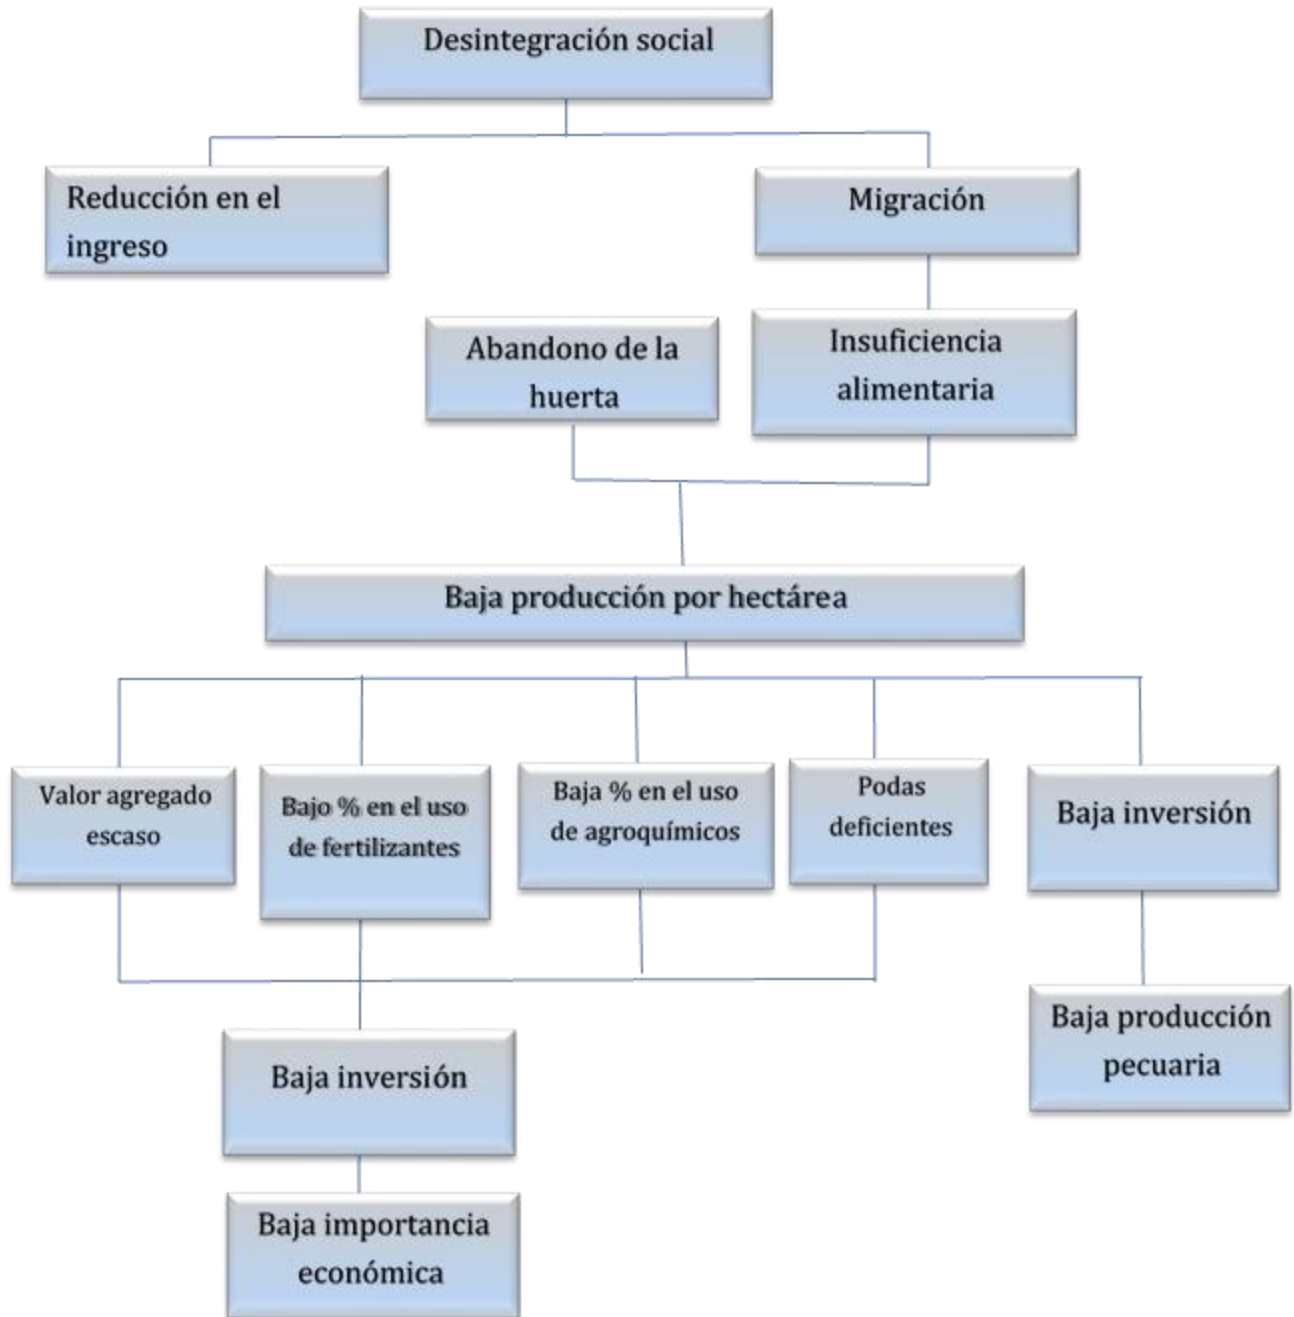 Desintegración social
Reducción en el
ingreso
Migración
Abandono de la
huerta
Insuficiencia
alimentaria
Baja producción por hectárea
Valor agregado
escaso
Bajo % en el uso
de fertilizantes
Baja % en el uso
de agroquímicos
Podas
deficientes
Baja inversión
Baja inversión
Baja producción
pecuaria
Baja importancia
económica